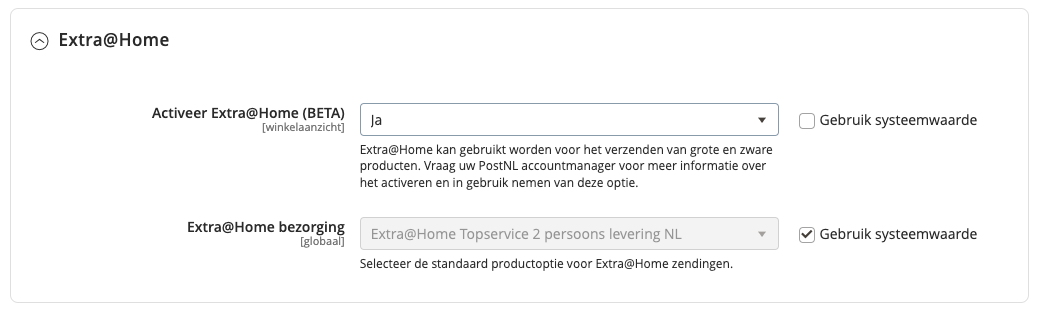 Extra@Home
Activeer Extra@Home (BETA)
[winkelaanzicht]
Ja
Gebruik systeemwaarde
Extra@Home kan gebruikt worden voor het verzenden van grote en zware
producten. Vraag uw PostNL accountmanager voor meer informatie over
het activeren en in gebruik nemen van deze optie.
Extra@Home bezorging
[globaal]
Extra@Home Topservice 2 persoons levering NL
Gebruik systeemwaarde
Selecteer de standaard productoptie voor Extra@Home zendingen.